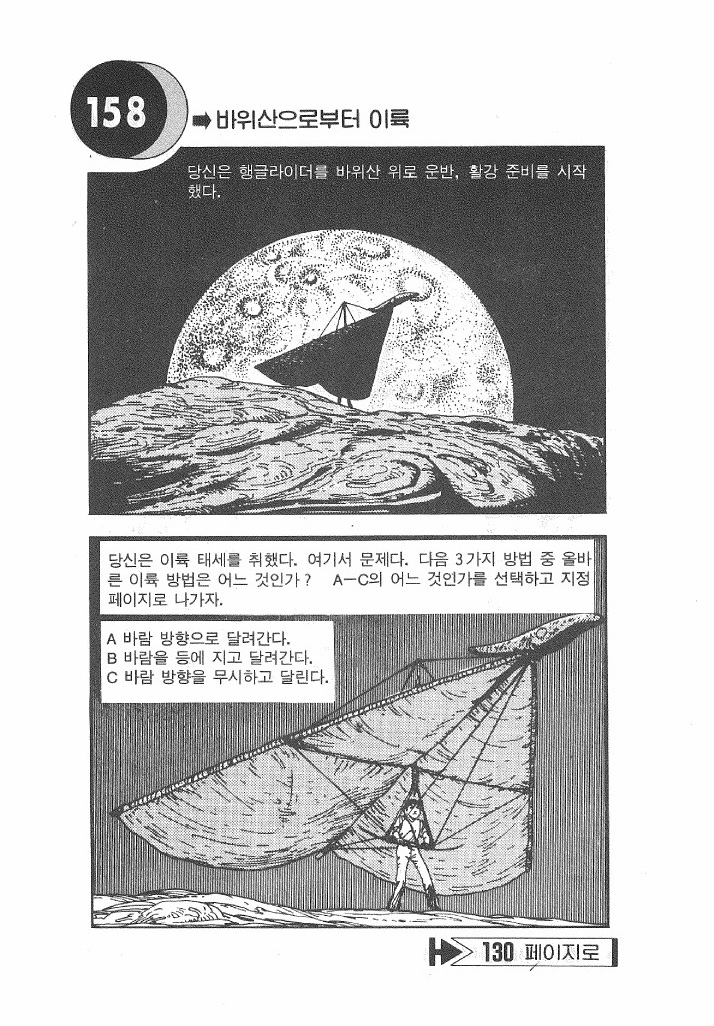 158
➡바위산으로부터 이륙
당신은 행글라이더를 바위산 위로 운반, 활강 준비를 시작
했다.
당신은 이륙 태세를 취했다. 여기서 문제다. 다음 3가지 방법 중 올바
른 이륙 방법은 어느 것인가? A—C의 어느 것인가를 선택하고 지정
페이지로 나가자.
A 바람 방향으로 달려간다.
B 바람을 등에 지고 달려간다.
C 바람 방향을 무시하고 달린다.
130 페이지로